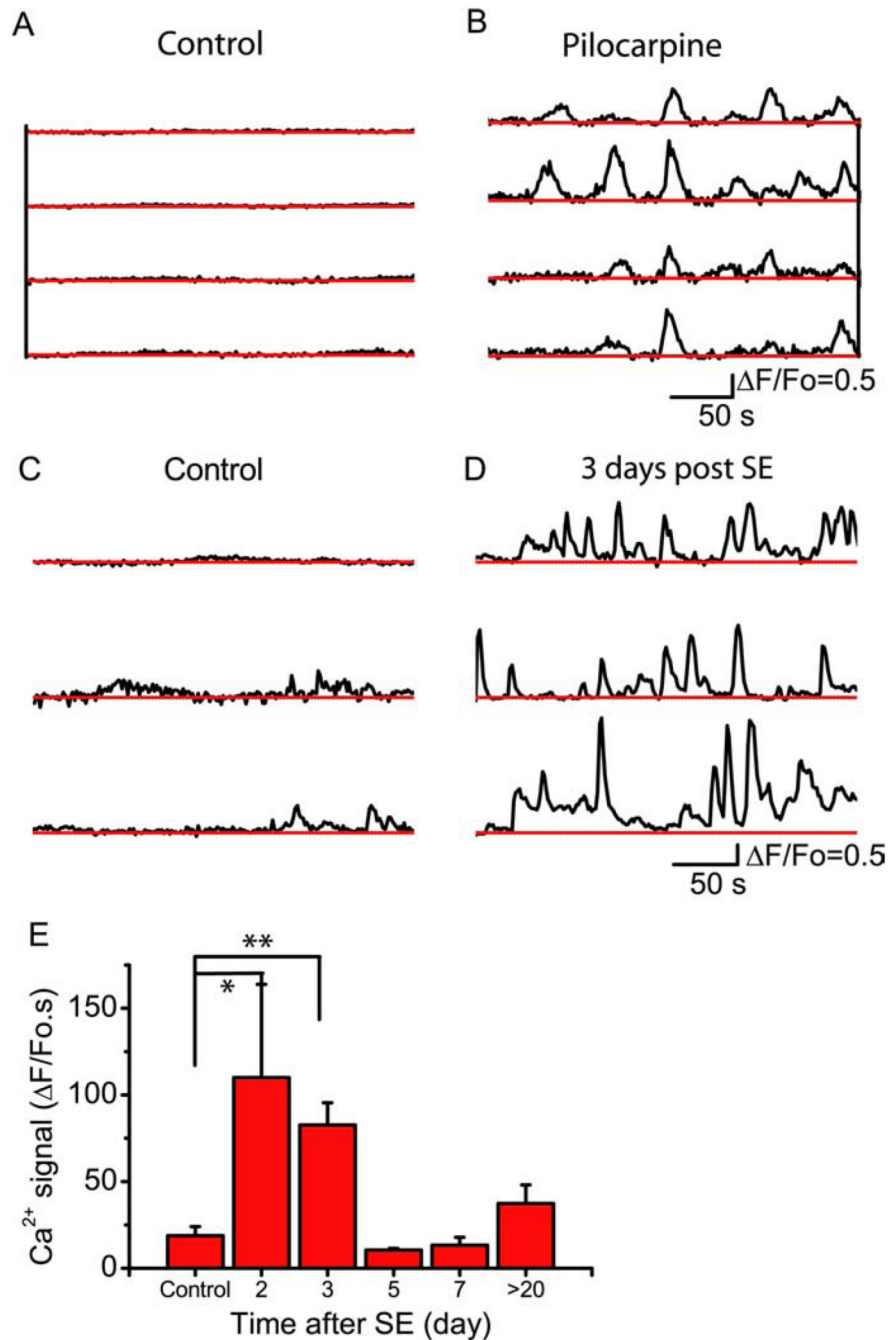 A
Control
B
Pilocarpine
ΔF/Fo=0.5
50 s
C
Control
D
3 days post SE
ΔF/Fo=0.5
50 s
E
**
*
150
100
50
0
Ca²⁺ signal (ΔF/Fo.s)
Control 2 3 5 7 >20
Time after SE (day)